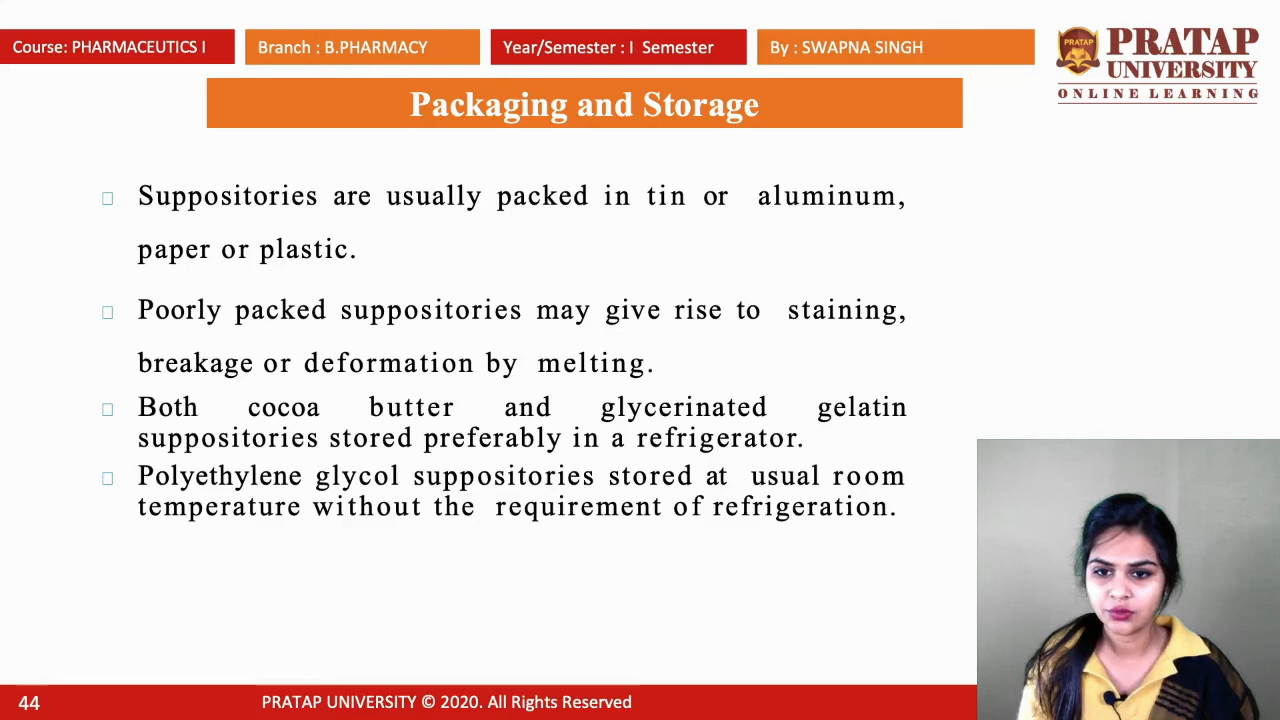 Course: PHARMACEUTICS I
Branch : B.PHARMACY
Year/Semester : I Semester
By : SWAPNA SINGH
PRATAP
PRATAP
UNIVERSITY
ONLINE LEARNING
Packaging and Storage
Suppositories are usually packed in tin or aluminum,
paper or plastic.
Poorly packed suppositories may give rise to staining,
breakage or deformation by melting.
Both cocoa butter and glycerinated gelatin
suppositories stored preferably in a refrigerator.
Polyethylene glycol suppositories stored at usual room
temperature without the requirement of refrigeration.
44
PRATAP UNIVERSITY © 2020. All Rights Reserved